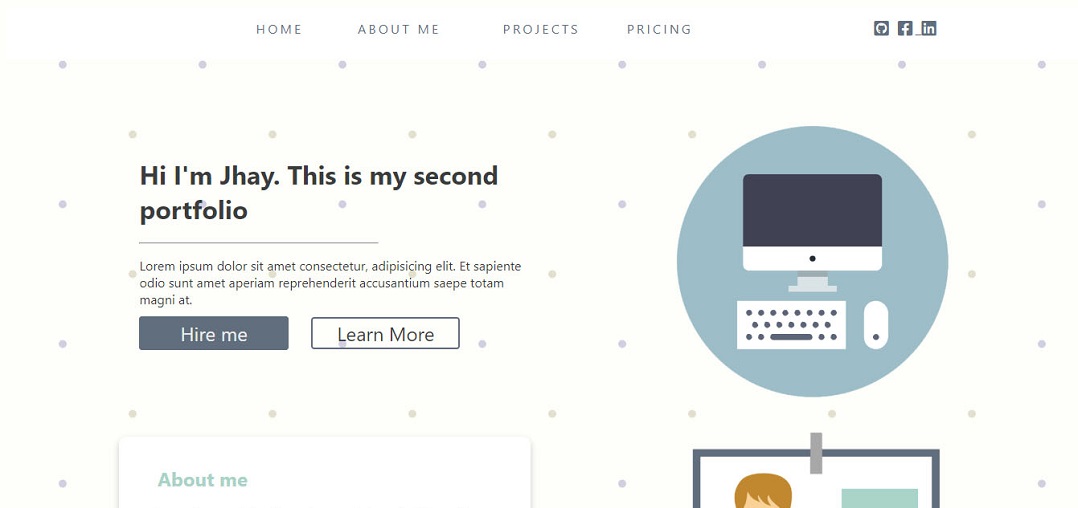 HOME ABOUT ME PROJECTS PRICING
Hi I'm Jhay. This is my second
portfolio
Lorem ipsum dolor sit amet consectetur, adipisicing elit. Et sapiente
odio sunt amet aperiam reprehenderit accusantium saepe totam
magni at.
Hire me Learn More
About me